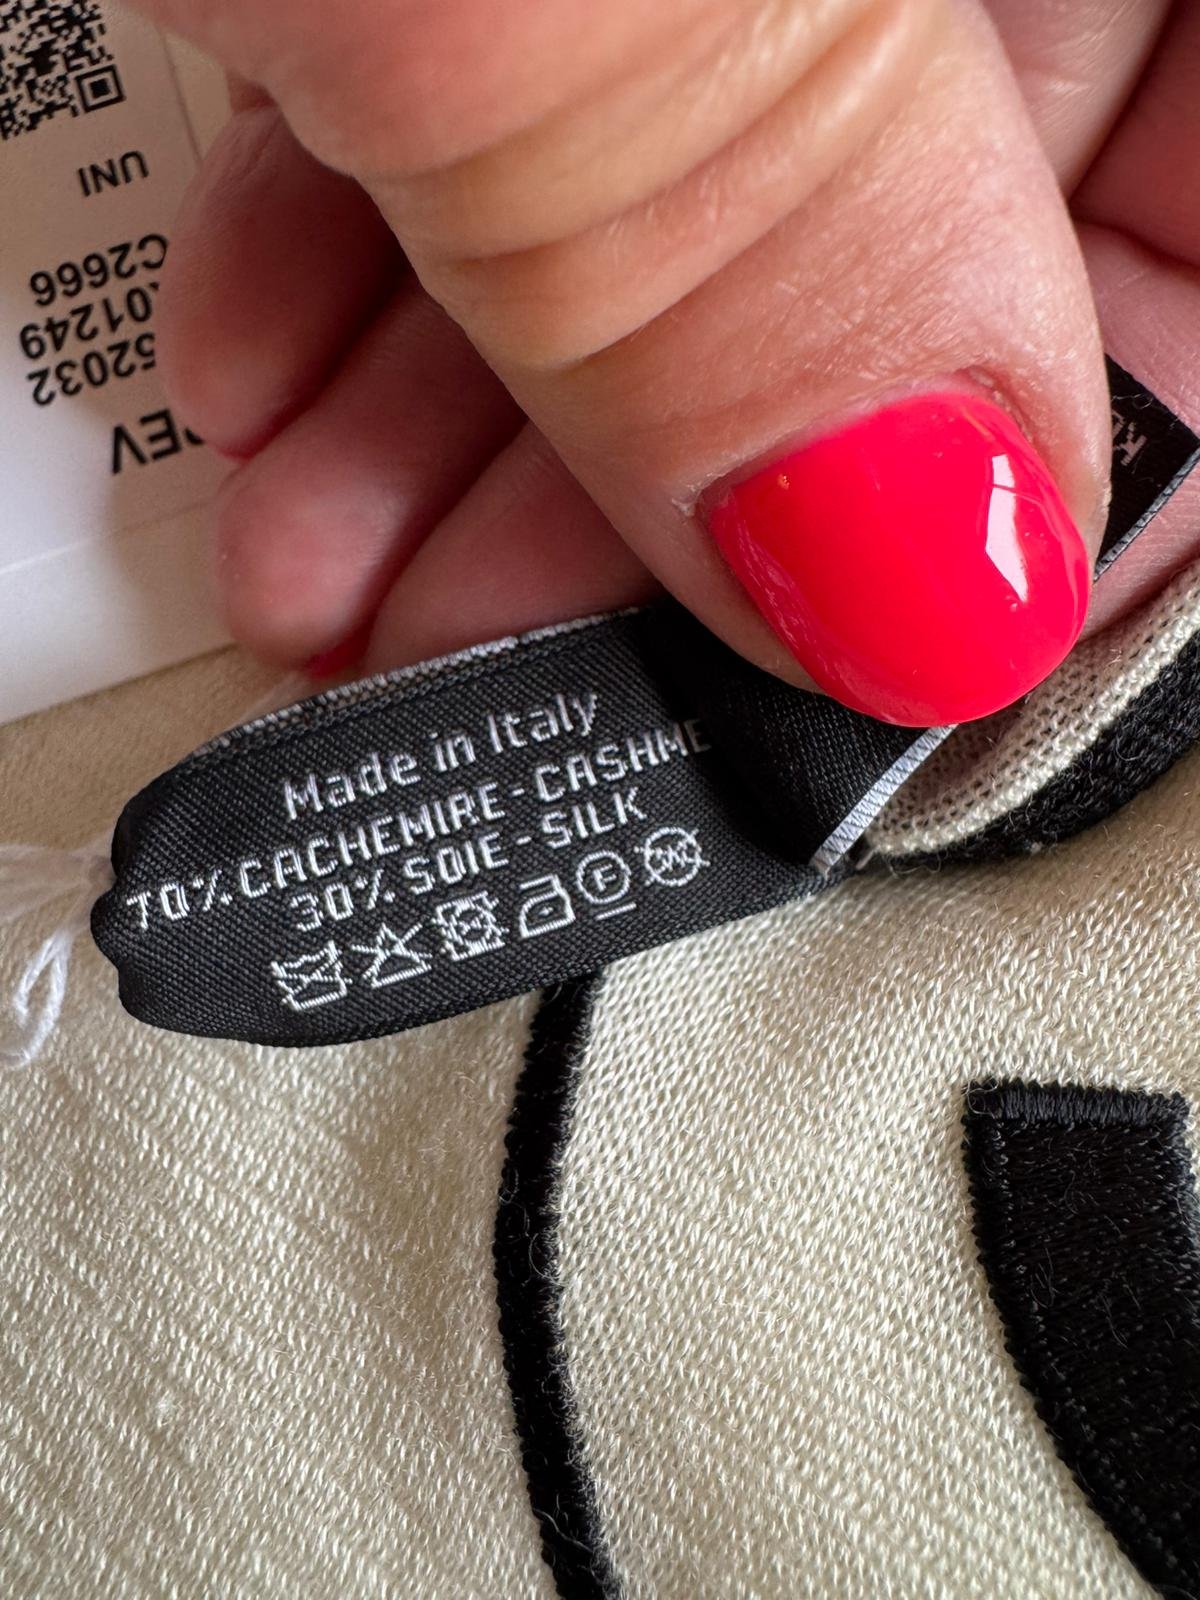 UNI
C2666
01249
52032
Made in Italy
70% CACHEMIRE - CASHME
30% SOIE - SILK
F